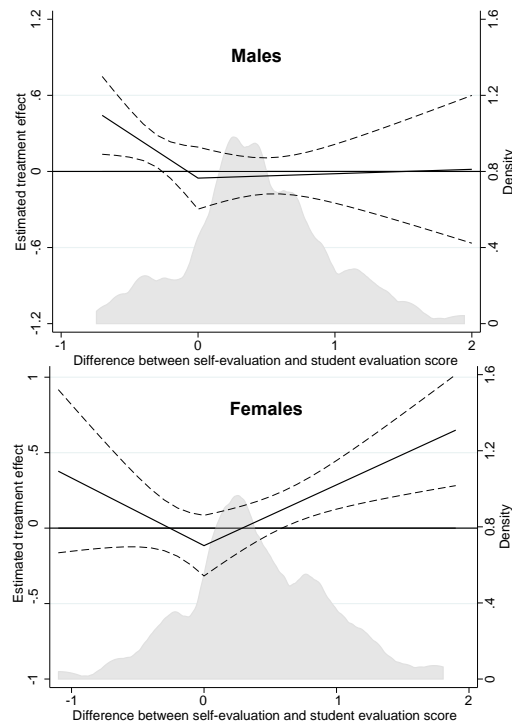 Males
Estimated treatment effect
1.2
.6
0
-.6
-1.2
Density
1.6
1.2
0.8
.4
0
-1 0 1 2
Difference between self-evaluation and student evaluation score
Females
Estimated treatment effect
1
.5
0
-.5
-1
Density
1.6
1.2
0.8
.4
0
-1 0 1 2
Difference between self-evaluation and student evaluation score